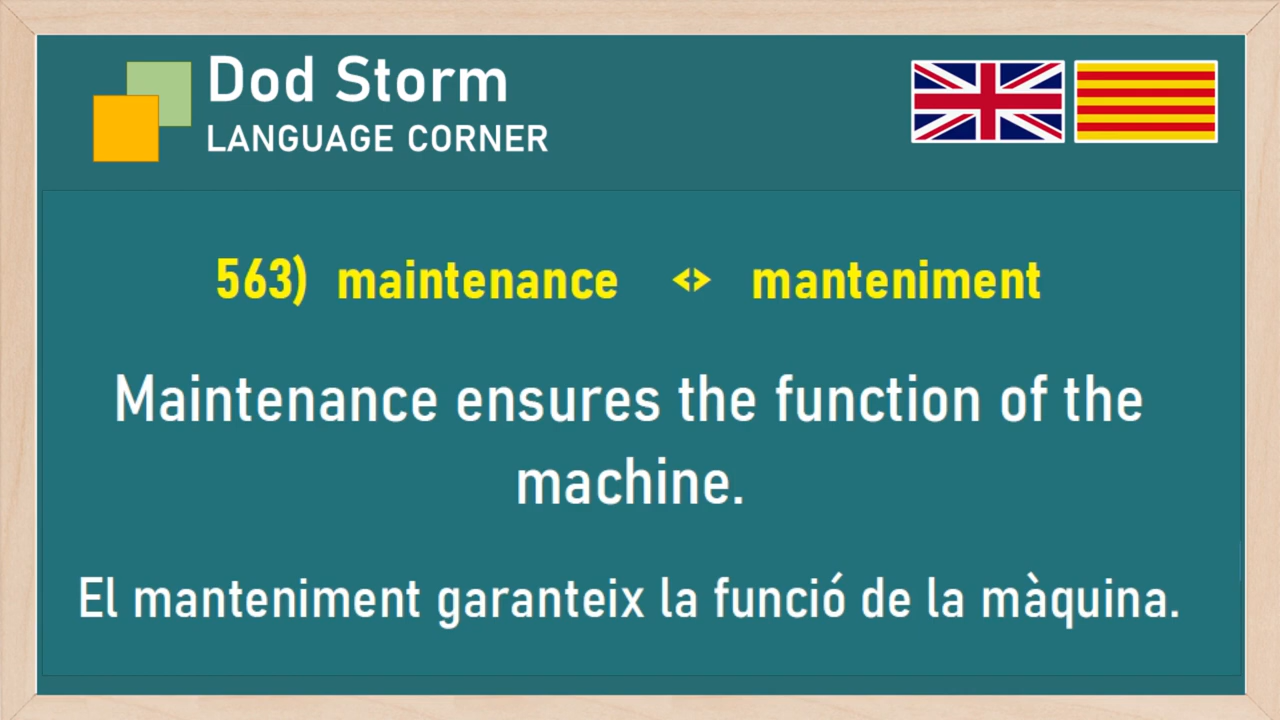 Dod Storm
LANGUAGE CORNER
563) maintenance <> manteniment
Maintenance ensures the function of the
machine.
El manteniment garanteix la funció de la màquina.